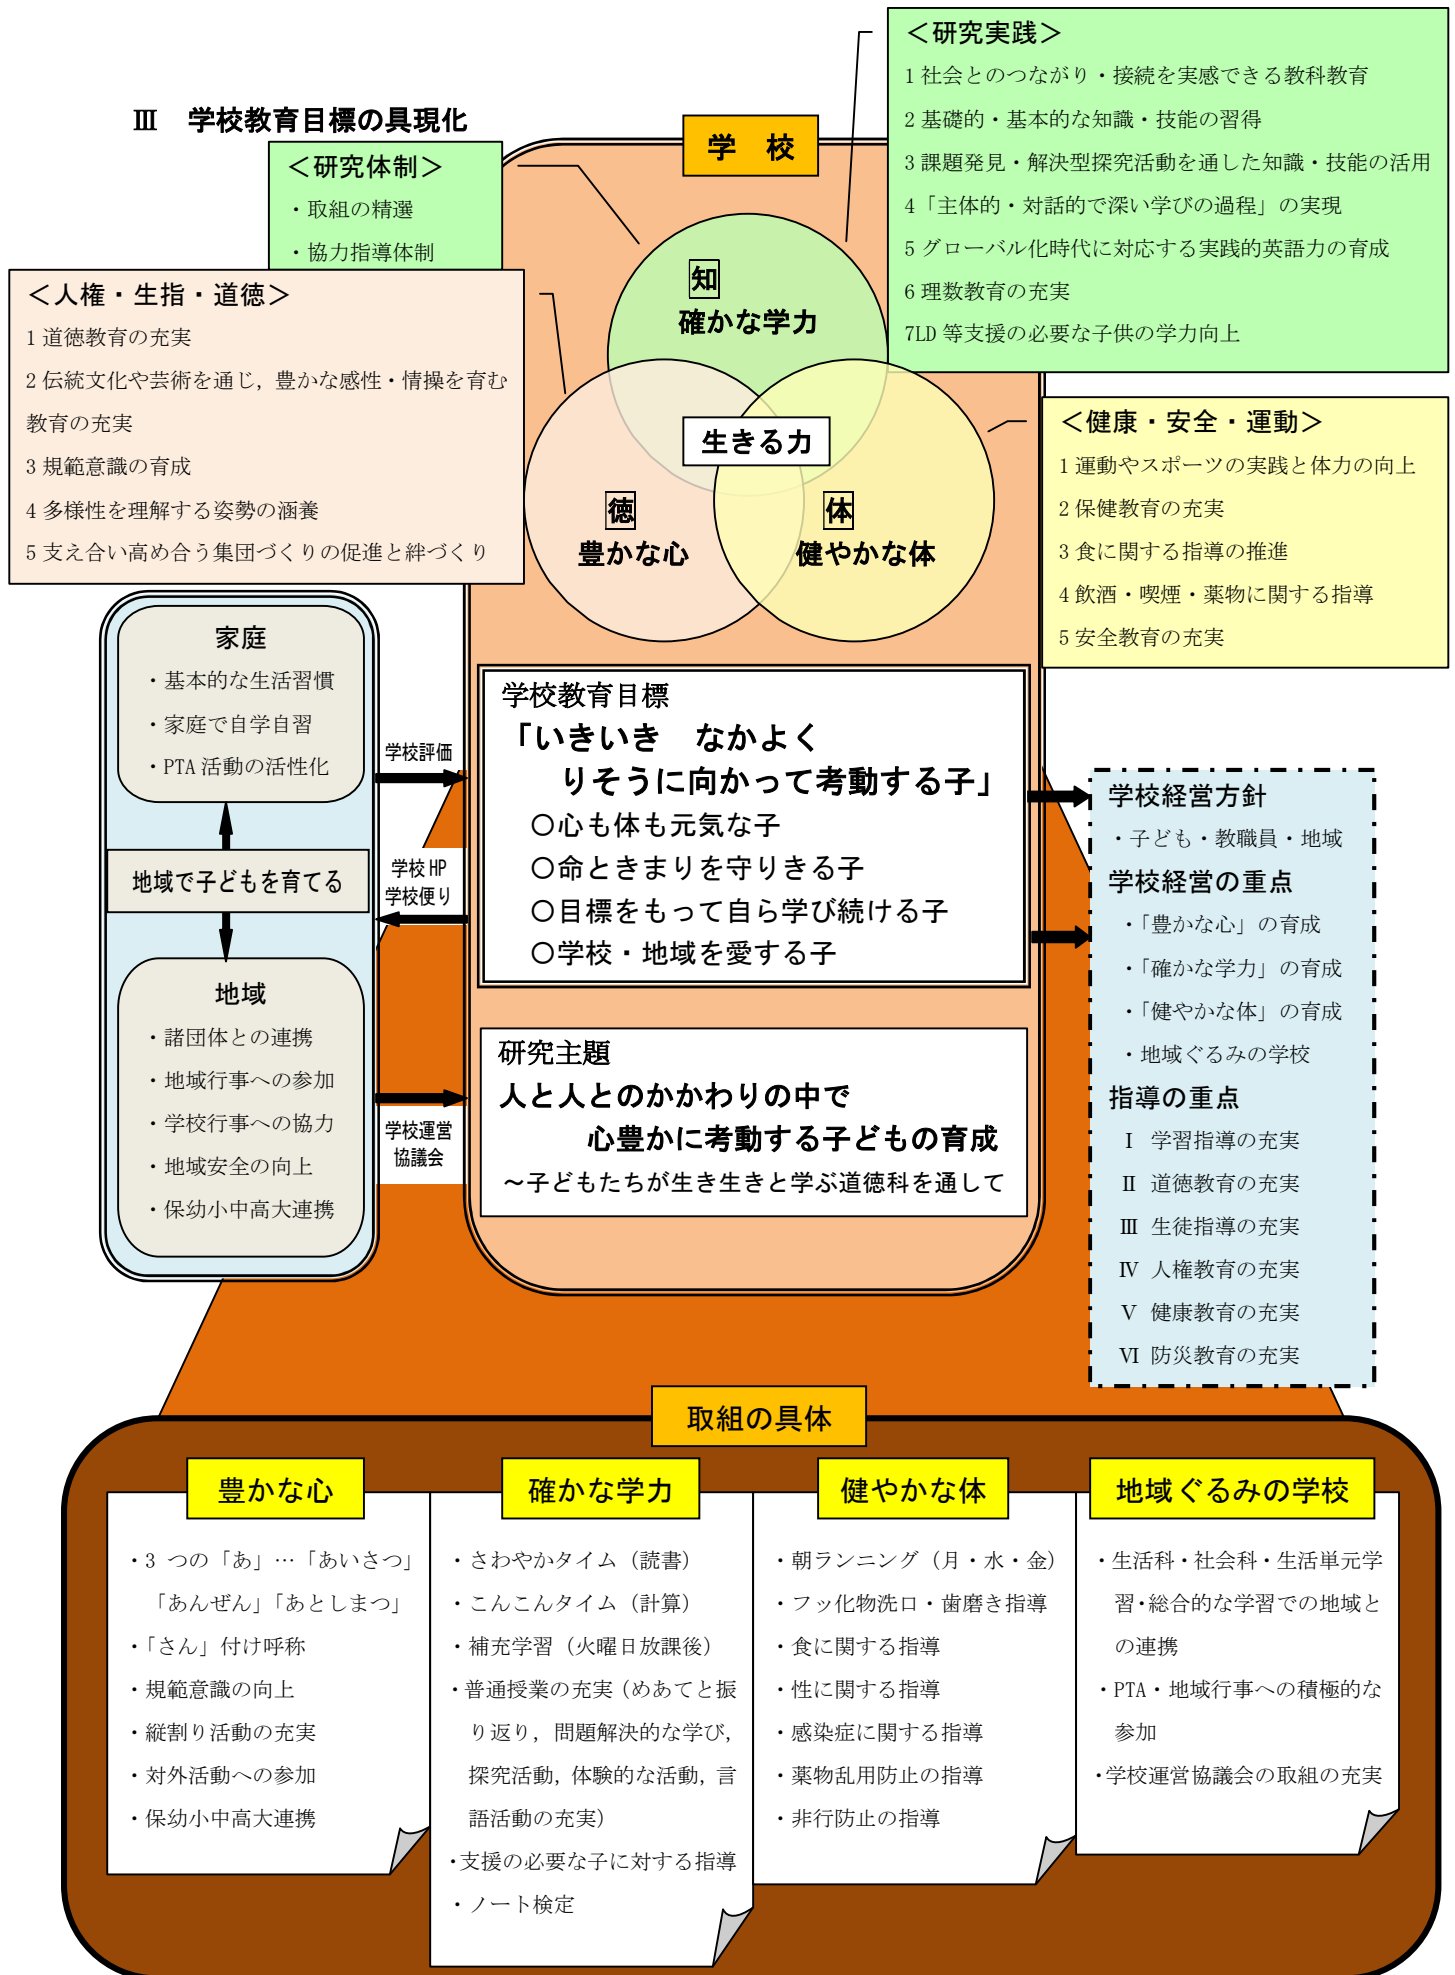 Ⅲ　学校教育目標の具現化
学　校
＜研究体制＞
・取組の精選
・協力指導体制
＜研究実践＞
1 社会とのつながり・接続を実感できる教科教育
2 基礎的・基本的な知識・技能の習得
3 課題発見・解決型探究活動を通した知識・技能の活用
4「主体的・対話的で深い学びの過程」の実現
5 グローバル化時代に対応する実践的英語力の育成
6 理数教育の充実
7LD 等支援の必要な子供の学力向上
＜人権・生指・道徳＞
1 道徳教育の充実
2 伝統文化や芸術を通じ，豊かな感性・情操を育む
教育の充実
3 規範意識の育成
4 多様性を理解する姿勢の涵養
5 支え合い高め合う集団づくりの促進と絆づくり
知
確かな学力
生きる力
徳
豊かな心
体
健やかな体
＜健康・安全・運動＞
1 運動やスポーツの実践と体力の向上
2 保健教育の充実
3 食に関する指導の推進
4 飲酒・喫煙・薬物に関する指導
5 安全教育の充実
家庭
・基本的な生活習慣
・家庭で自学自習
・PTA 活動の活性化
地域で子どもを育てる
地域
・諸団体との連携
・地域行事への参加
・学校行事への協力
・地域安全の向上
・保幼小中高大連携
学校評価
学校 HP
学校便り
学校運営
協議会
学校教育目標
「いきいき　なかよく
りそうに向かって考動する子」
○心も体も元気な子
○命ときまりを守りきる子
○目標をもって自ら学び続ける子
○学校・地域を愛する子
研究主題
人と人とのかかわりの中で
心豊かに考動する子どもの育成
～子どもたちが生き生きと学ぶ道徳科を通して
学校経営方針
・子ども・教職員・地域
学校経営の重点
・「豊かな心」の育成
・「確かな学力」の育成
・「健やかな体」の育成
・地域ぐるみの学校
指導の重点
Ⅰ 学習指導の充実
Ⅱ 道徳教育の充実
Ⅲ 生徒指導の充実
Ⅳ 人権教育の充実
Ⅴ 健康教育の充実
Ⅵ 防災教育の充実
取組の具体
豊かな心
・3 つの「あ」…「あいさつ」
「あんぜん」「あとしまつ」
・「さん」付け呼称
・規範意識の向上
・縦割り活動の充実
・対外活動への参加
・保幼小中高大連携
確かな学力
・さわやかタイム（読書）
・こんこんタイム（計算）
・補充学習（火曜日放課後）
・普通授業の充実（めあてと振
り返り，問題解決的な学び，
探究活動，体験的な活動，言
語活動の充実）
・支援の必要な子に対する指導
・ノート検定
健やかな体
・朝ランニング（月・水・金）
・フッ化物洗口・歯磨き指導
・食に関する指導
・性に関する指導
・感染症に関する指導
・薬物乱用防止の指導
・非行防止の指導
地域ぐるみの学校
・生活科・社会科・生活単元学
習・総合的な学習での地域と
の連携
・PTA・地域行事への積極的な
参加
・学校運営協議会の取組の充実